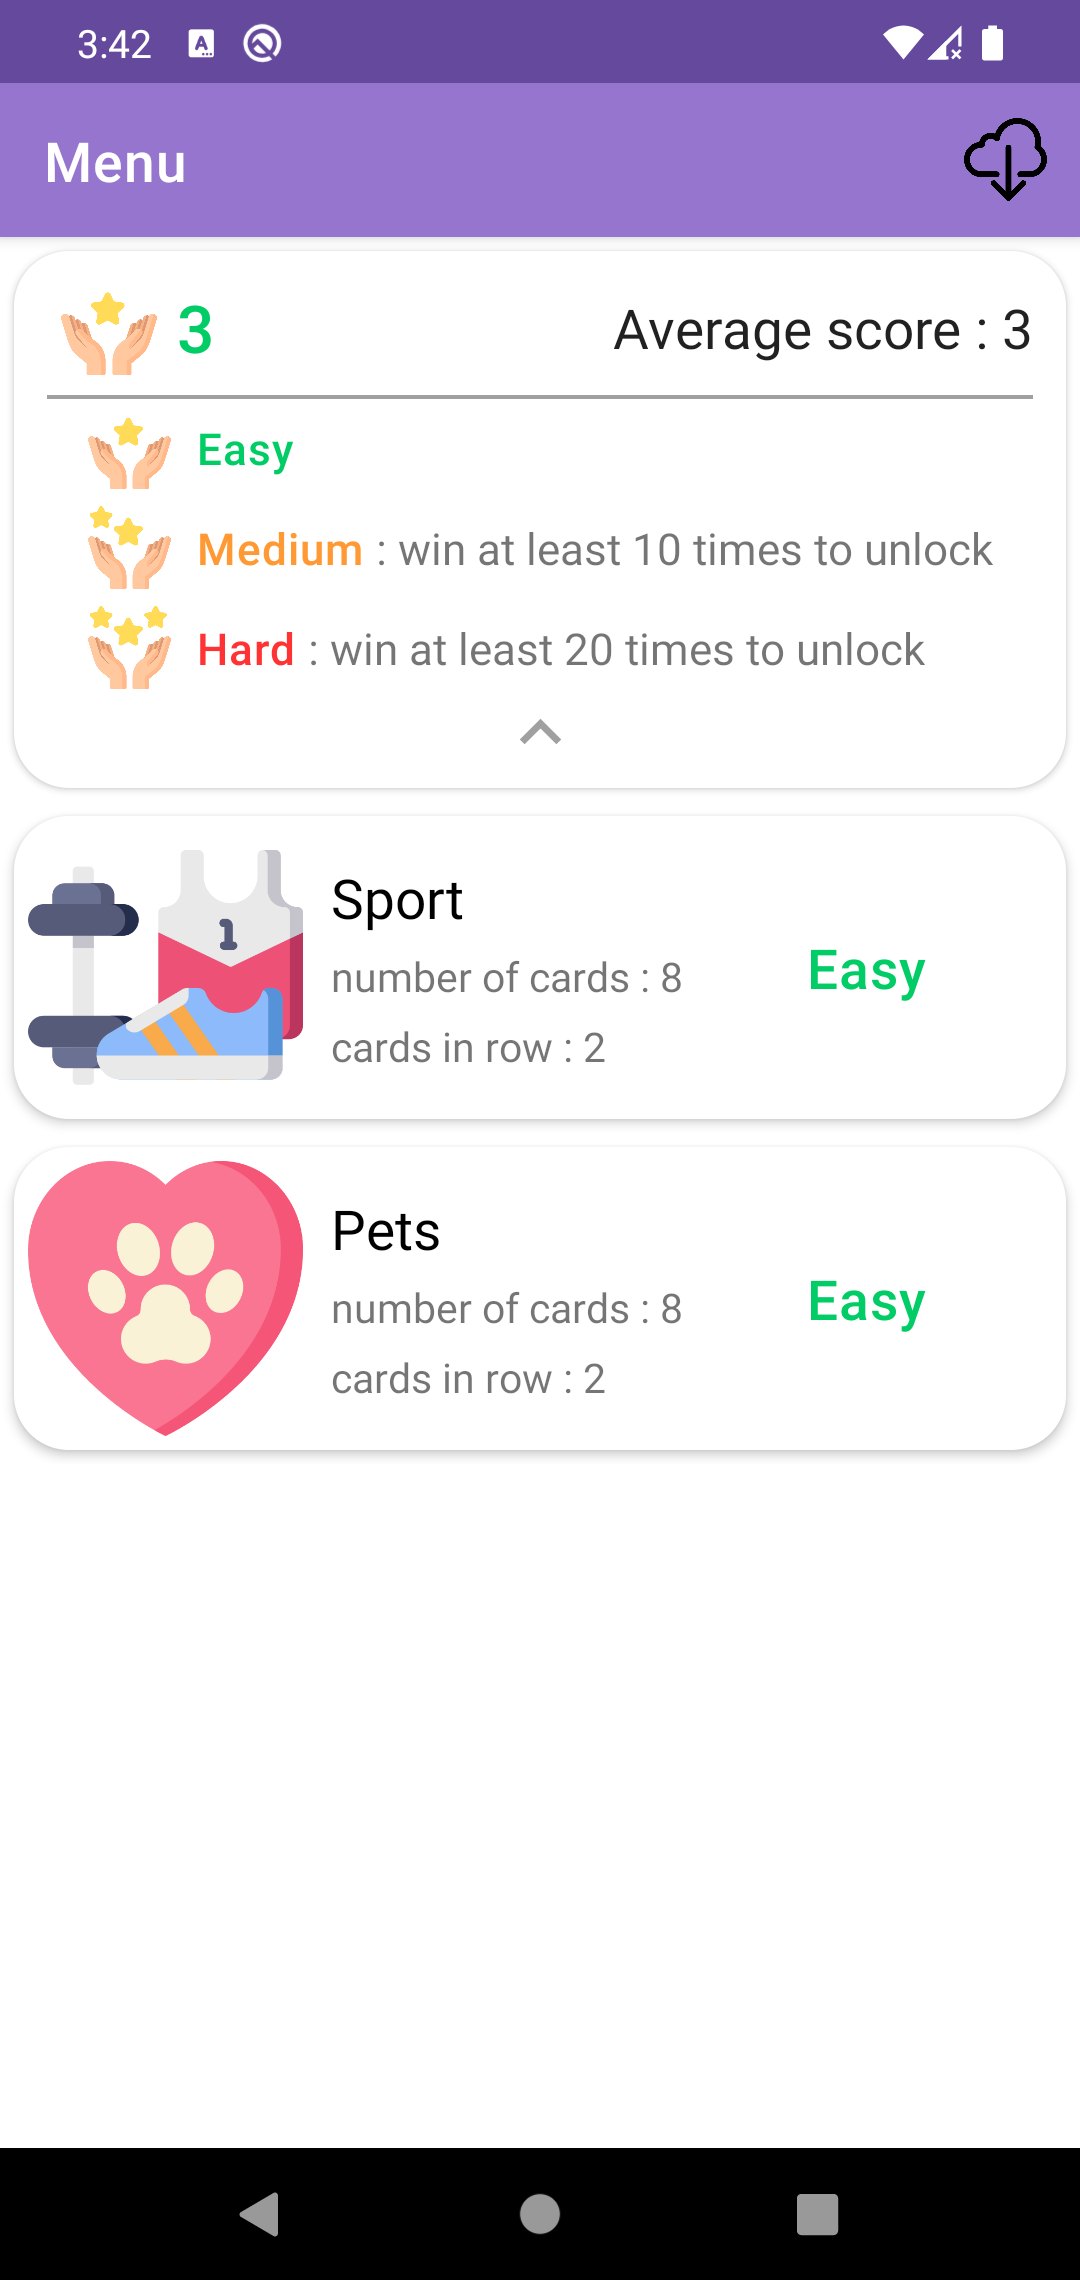 3:42
Menu
3
Average score : 3
Easy
Medium : win at least 10 times to unlock
Hard : win at least 20 times to unlock
1
Sport
number of cards : 8
cards in row : 2
Easy
Pets
number of cards : 8
cards in row : 2
Easy